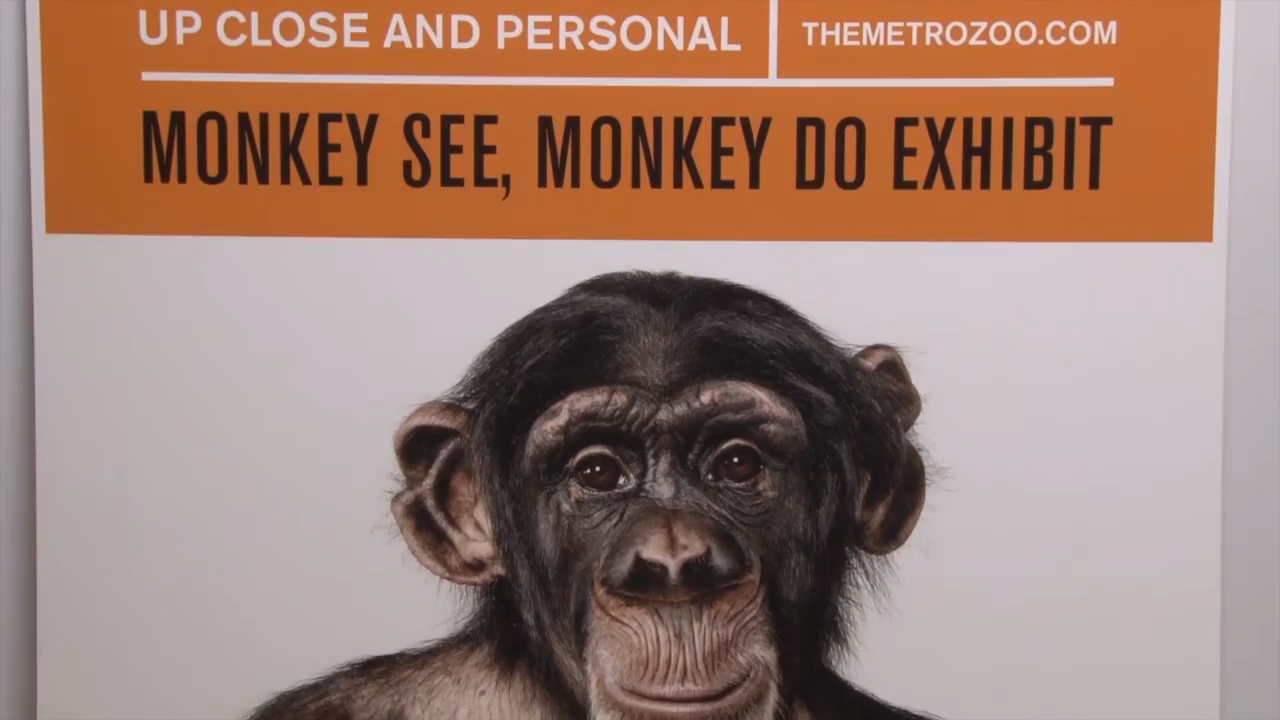 UP CLOSE AND PERSONAL
THEMETROZOO.COM
MONKEY SEE, MONKEY DO EXHIBIT